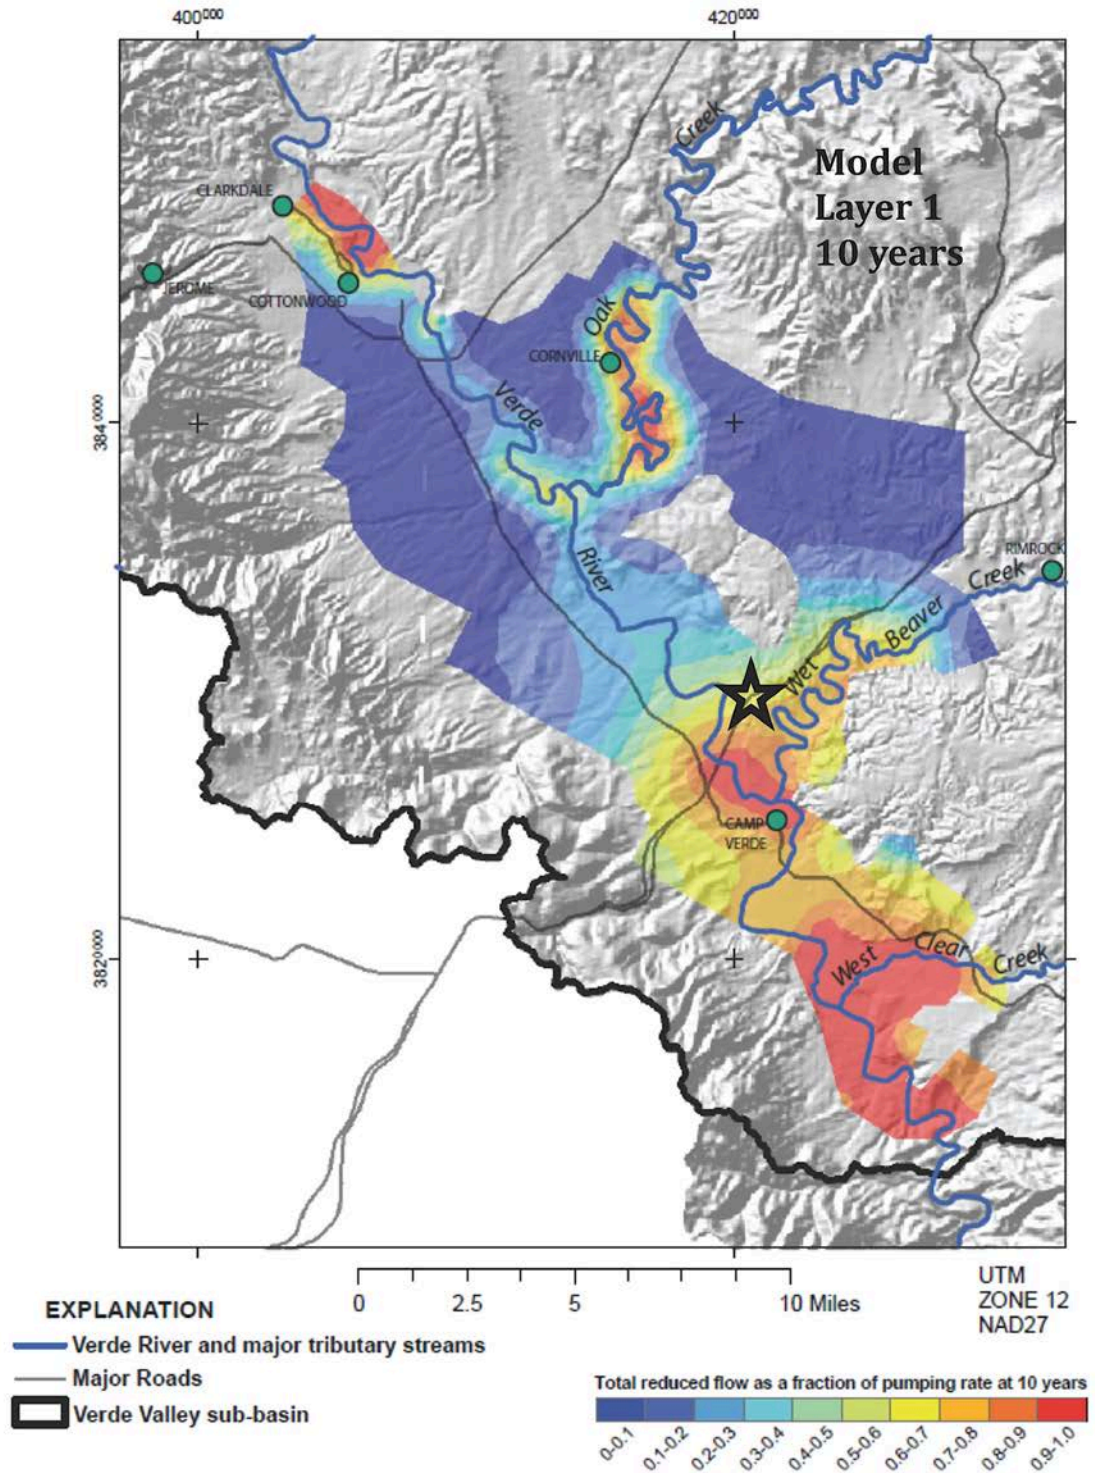 400000
420000
Creek
Model
Layer 1
10 years
CLARKDALE
JEROME
COTTONWOOD
Oak
CORNVILLE
Verde
3840000
RIMROCK
Creek
River
Beaver
Wet
CAMP
VERDE
Clear
West
Creek
3820000
0 2.5 5 10 Miles
UTM
ZONE 12
NAD27
EXPLANATION
Verde River and major tributary streams
Major Roads
Verde Valley sub-basin
Total reduced flow as a fraction of pumping rate at 10 years
0-0.1 0.1-0.2 0.2-0.3 0.3-0.4 0.4-0.5 0.5-0.6 0.6-0.7 0.7-0.8 0.8-0.9 0.9-1.0